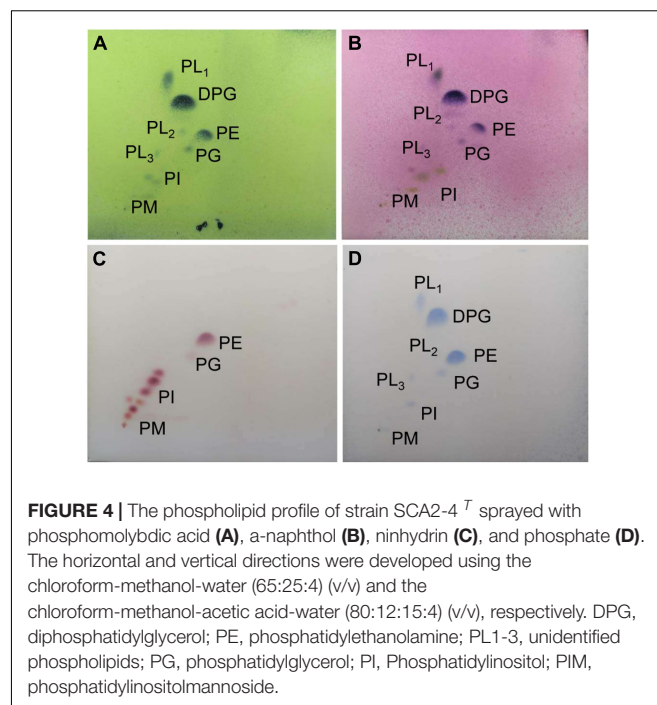 A
PL1
DPG
PL2
PE
PL3
PG
PI
PM
B
PL1
DPG
PL2
PE
PL3
PG
PM
PI
C
PE
PG
PI
PM
D
PL1
DPG
PL2
PE
PL3
PG
PI
PM
FIGURE 4 | The phospholipid profile of strain SCA2-4 T sprayed with
phosphomolybdic acid (A), a-naphthol (B), ninhydrin (C), and phosphate (D).
The horizontal and vertical directions were developed using the
chloroform-methanol-water (65:25:4) (v/v) and the
chloroform-methanol-acetic acid-water (80:12:15:4) (v/v), respectively. DPG,
diphosphatidylglycerol; PE, phosphatidylethanolamine; PL1-3, unidentified
phospholipids; PG, phosphatidylglycerol; PI, Phosphatidylinositol; PIM,
phosphatidylinositolmannoside.